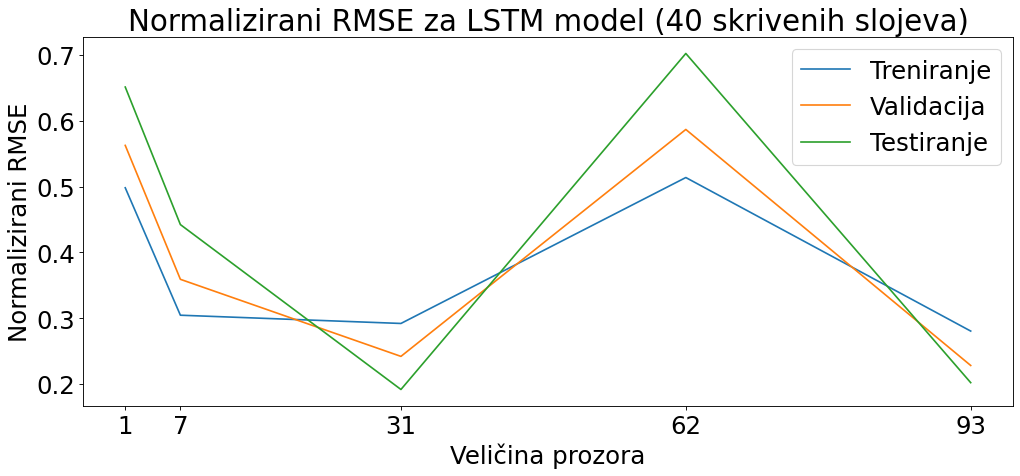 Normalizirani RMSE za LSTM model (40 skrivenih slojeva)
Normalizirani RMSE
0.7
0.6
0.5
0.4
0.3
0.2
Treniranje
Validacija
Testiranje
1 7 31 62 93
Veličina prozora